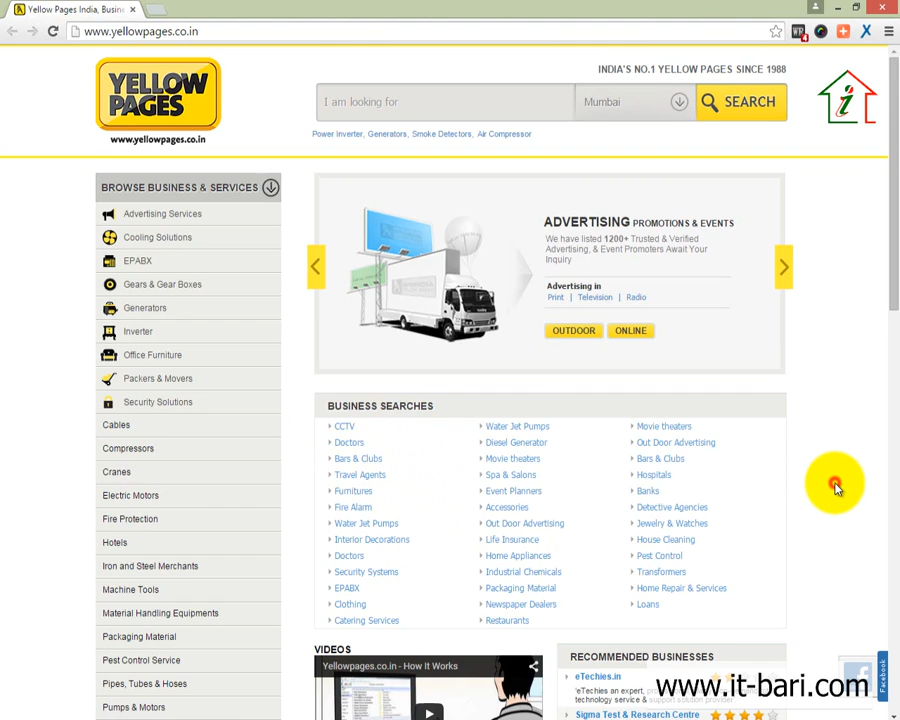 Yellow Pages India, Busin
www.yellowpages.co.in
YELLOW
PAGES
www.yellowpages.co.in
INDIA'S NO.1 YELLOW PAGES SINCE 1988
I am looking for
Mumbai
SEARCH
Power Inverter, Generators, Smoke Detectors, Air Compressor
BROWSE BUSINESS & SERVICES
Advertising Services
Cooling Solutions
EPABX
Gears & Gear Boxes
Generators
Inverter
Office Furniture
Packers & Movers
Security Solutions
Cables
Compressors
Cranes
Electric Motors
Fire Protection
Hotels
Iron and Steel Merchants
Machine Tools
Material Handling Equipments
Packaging Material
Pest Control Service
Pipes, Tubes & Hoses
Pumps & Motors
ADVERTISING PROMOTIONS & EVENTS
We have listed 1200+ Trusted & Verified
Advertising, & Event Promoters Await Your
Inquiry
Advertising in
Print | Television | Radio
OUTDOOR ONLINE
BUSINESS SEARCHES
CCTV Water Jet Pumps Movie theaters
Doctors Diesel Generator Out Door Advertising
Bars & Clubs Movie theaters Bars & Clubs
Travel Agents Spa & Salons Hospitals
Furnitures Event Planners Banks
Fire Alarm Accessories Detective Agencies
Water Jet Pumps Out Door Advertising Jewelry & Watches
Interior Decorations Life Insurance House Cleaning
Doctors Home Appliances Pest Control
Security Systems Industrial Chemicals Transformers
EPABX Packaging Material Home Repair & Services
Clothing Newspaper Dealers Loans
Catering Services Restaurants
VIDEOS
Yellowpages.co.in - How It Works
RECOMMENDED BUSINESSES
eTechies.in
'eTechies an expert,
technology service &
Sigma Test & Research Centre
Facebook
www.it-bari.com